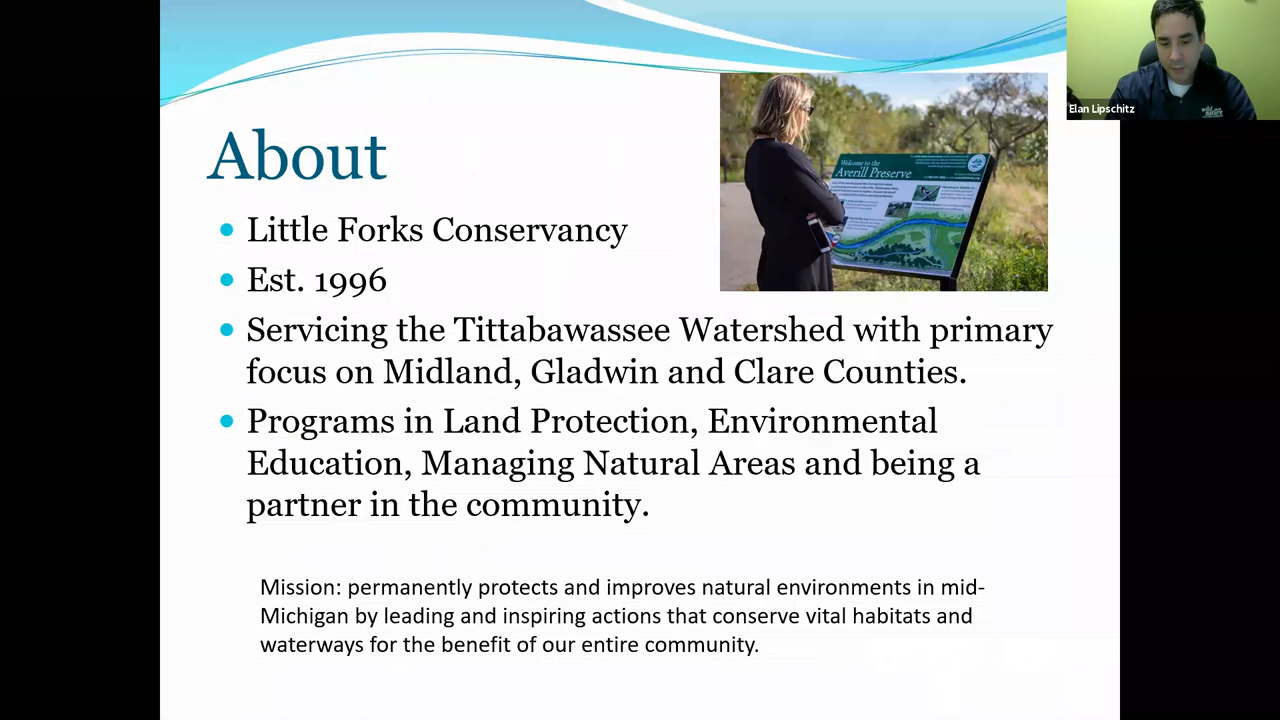 Elan Lipschitz
Welcome to the
Averill Preserve
About
Little Forks Conservancy
Est. 1996
Servicing the Tittabawassee Watershed with primary
focus on Midland, Gladwin and Clare Counties.
Programs in Land Protection, Environmental
Education, Managing Natural Areas and being a
partner in the community.
Mission: permanently protects and improves natural environments in mid-
Michigan by leading and inspiring actions that conserve vital habitats and
waterways for the benefit of our entire community.